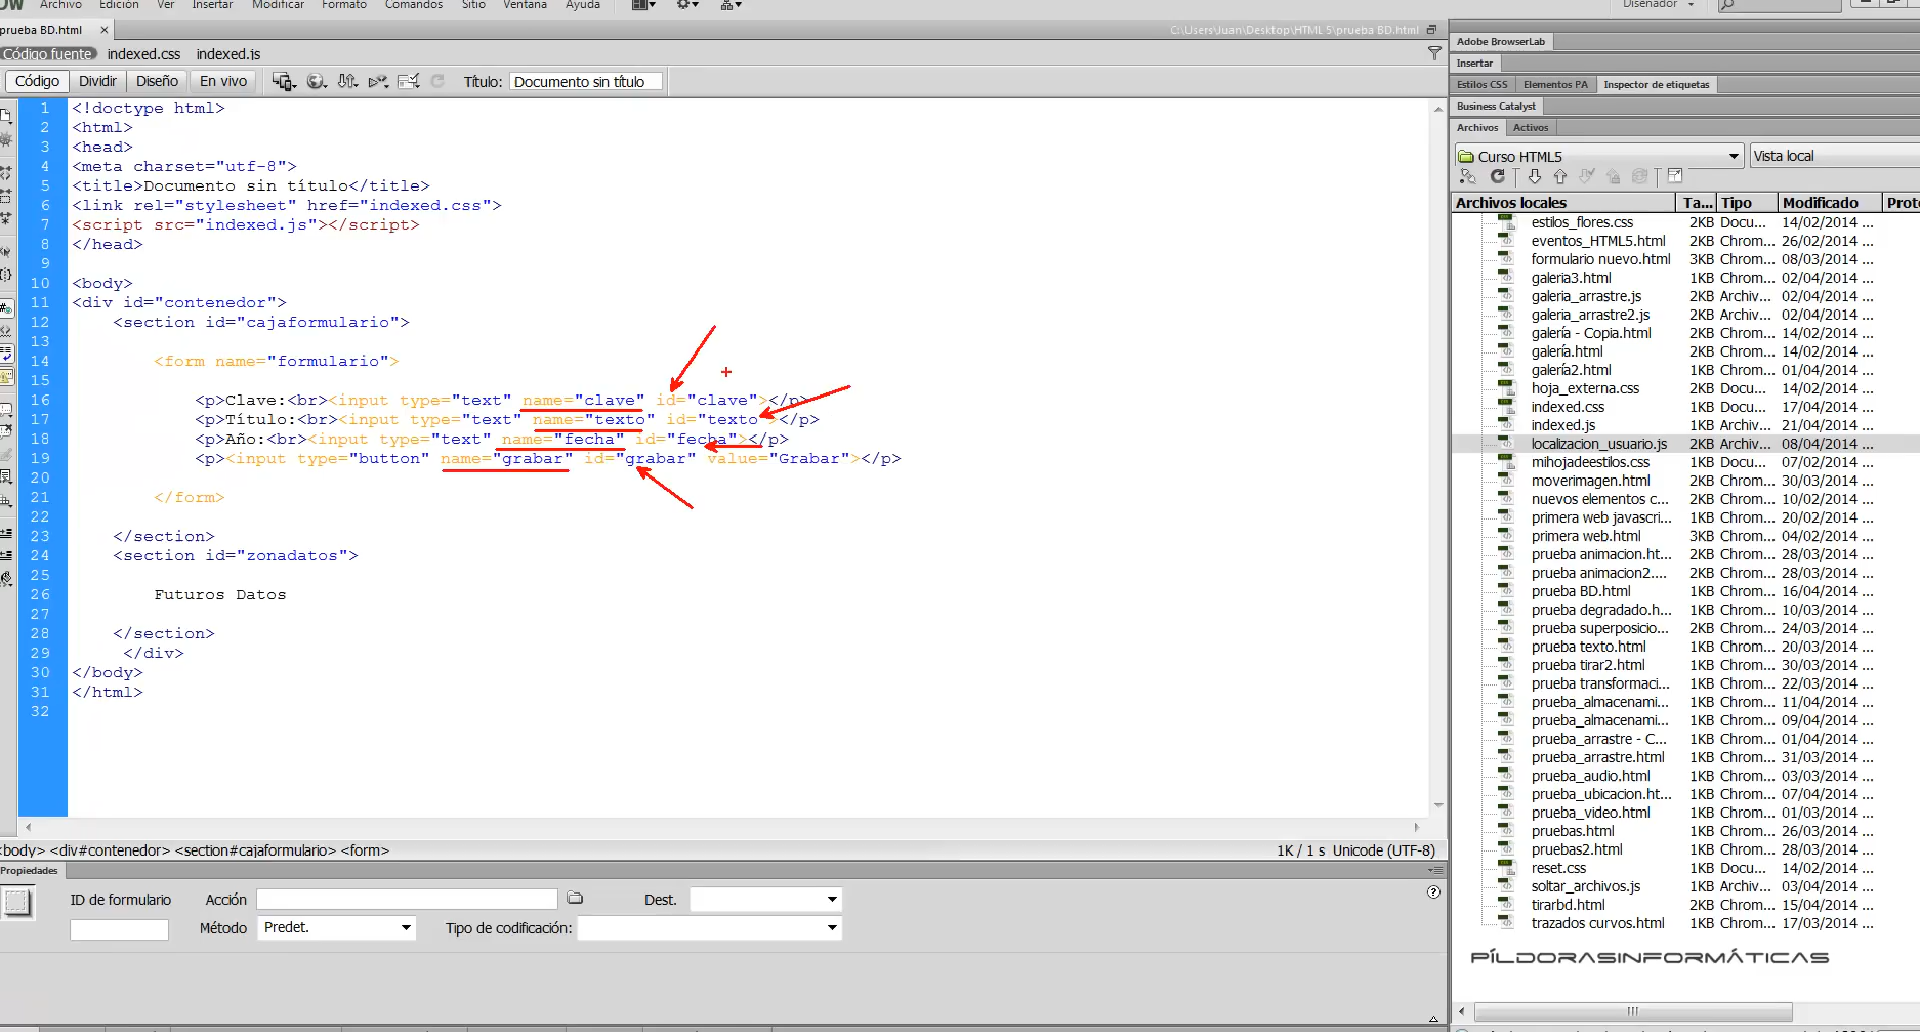 Archivo Edición Ver Insertar Modificar Formato Comandos Sitio Ventana Ayuda Diseñador
prueba BD.html × C:\Users\Juan\Desktop\HTML 5\prueba BD.html
Código fuente indexed.css indexed.js
Código Dividir Diseño En vivo Título: Documento sin título
1 <!doctype html>
2 <html>
3 <head>
4 <meta charset="utf-8">
5 <title>Documento sin título</title>
6 <link rel="stylesheet" href="indexed.css">
7 <script src="indexed.js"></script>
8 </head>
9
10 <body>
11 <div id="contenedor">
12 <section id="cajaformulario">
13
14 <form name="formulario">
15
16 <p>Clave:<br><input type="text" name="clave" id="clave"></p>
17 <p>Título:<br><input type="text" name="texto" id="texto"></p>
18 <p>Año:<br><input type="text" name="fecha" id="fecha"></p>
19 <p><input type="button" name="grabar" id="grabar" value="Grabar"></p>
20
21 </form>
22
23 </section>
24 <section id="zonadatos">
25
26 Futuros Datos
27
28 </section>
29 </div>
30 </body>
31 </html>
32
<body> <div#contenedor> <section#cajaformulario> <form> 1K / 1 s Unicode (UTF-8)
Propiedades
ID de formulario Acción Dest.
Método Predet. Tipo de codificación:
Adobe BrowserLab
Insertar
Estilos CSS Elementos PA Inspector de etiquetas
Business Catalyst
Archivos Activos
Curso HTML5 Vista local
Archivos locales Ta... Tipo Modificado Prote
estilos_flores.css 2KB Docu... 14/02/2014 ...
eventos_HTML5.html 2KB Chrom... 26/02/2014 ...
formulario nuevo.html 3KB Chrom... 08/03/2014 ...
galeria3.html 1KB Chrom... 02/04/2014 ...
galeria_arrastre.js 2KB Archiv... 02/04/2014 ...
galeria_arrastre2.js 2KB Archiv... 02/04/2014 ...
galería - Copia.html 2KB Chrom... 14/02/2014 ...
galería.html 2KB Chrom... 14/02/2014 ...
galería2.html 1KB Chrom... 02/04/2014 ...
hoja_externa.css 2KB Docu... 14/02/2014 ...
indexed.css 1KB Docu... 17/04/2014 ...
indexed.js 1KB Archiv... 21/04/2014 ...
localizacion_usuario.js 2KB Archiv... 08/04/2014 ...
mihojadeestilos.css 1KB Docu... 07/02/2014 ...
moverimagen.html 1KB Chrom... 30/03/2014 ...
nuevos elementos c... 2KB Chrom... 10/02/2014 ...
primera web javascri... 1KB Chrom... 20/02/2014 ...
primera web.html 3KB Chrom... 04/02/2014 ...
prueba animacion.ht... 2KB Chrom... 28/03/2014 ...
prueba animacion2.... 2KB Chrom... 28/03/2014 ...
prueba BD.html 1KB Chrom... 16/04/2014 ...
prueba degradado.h... 1KB Chrom... 10/03/2014 ...
prueba superposicio... 2KB Chrom... 24/03/2014 ...
prueba texto.html 1KB Chrom... 20/03/2014 ...
prueba tirar2.html 1KB Chrom... 30/03/2014 ...
prueba transformaci... 1KB Chrom... 22/03/2014 ...
prueba_almacenami... 1KB Chrom... 11/04/2014 ...
prueba_almacenami... 1KB Chrom... 09/04/2014 ...
prueba_arrastre - C... 1KB Chrom... 01/04/2014 ...
prueba_arrastre.html 1KB Chrom... 31/03/2014 ...
prueba_audio.html 1KB Chrom... 03/03/2014 ...
prueba_ubicacion.ht... 1KB Chrom... 07/04/2014 ...
prueba_video.html 1KB Chrom... 01/03/2014 ...
pruebas.html 1KB Chrom... 26/03/2014 ...
pruebas2.html 1KB Chrom... 28/03/2014 ...
reset.css 1KB Docu... 14/02/2014 ...
soltar_archivos.js 1KB Archiv... 03/04/2014 ...
tirarbd.html 2KB Chrom... 15/04/2014 ...
trazados curvos.html 1KB Chrom... 17/03/2014 ...
PÍLDORASINFORMÁTICAS